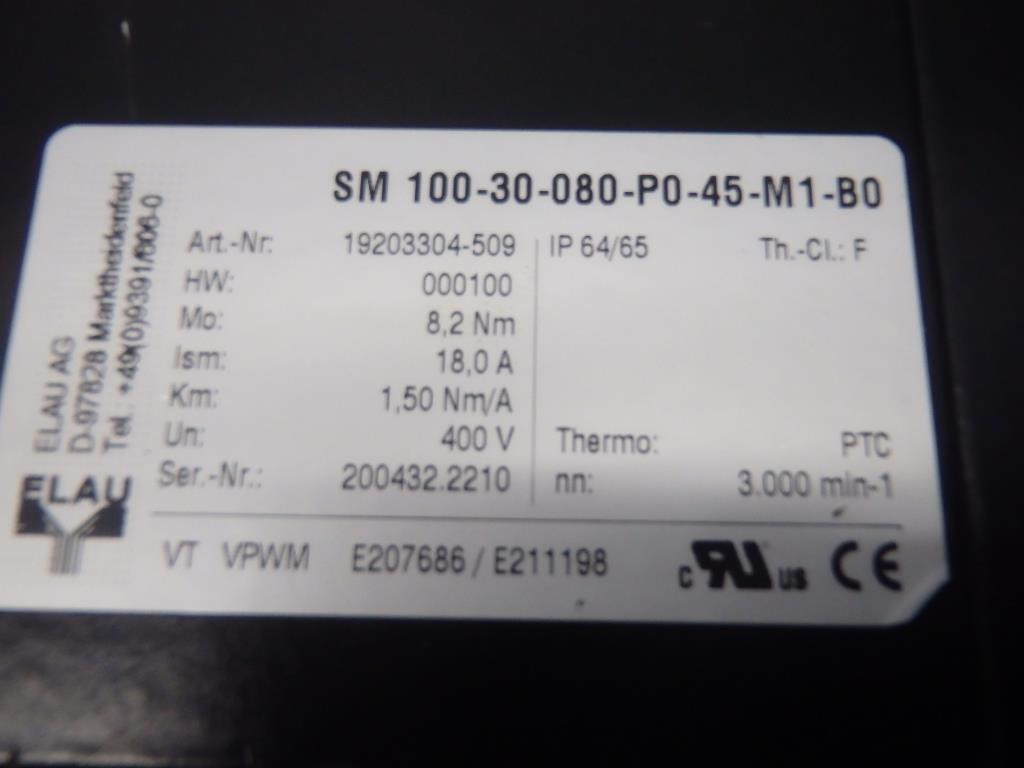 SM 100-30-080-P0-45-M1-B0
Art.-Nr: 19203304-509 IP 64/65 Th.-Cl.: F
HW: 000100
Mo: 8,2 Nm
Ism: 18,0 A
Km: 1,50 Nm/A
Un: 400 V Thermo: PTC
Ser.-Nr.: 200432.2210 nn: 3.000 min-1
VT VPWM E207686 / E211198 c RU US CE
ELAU AG
D-97828 Marktheidenfeld
Tel.: +49(0)9391/606-0
ELAU